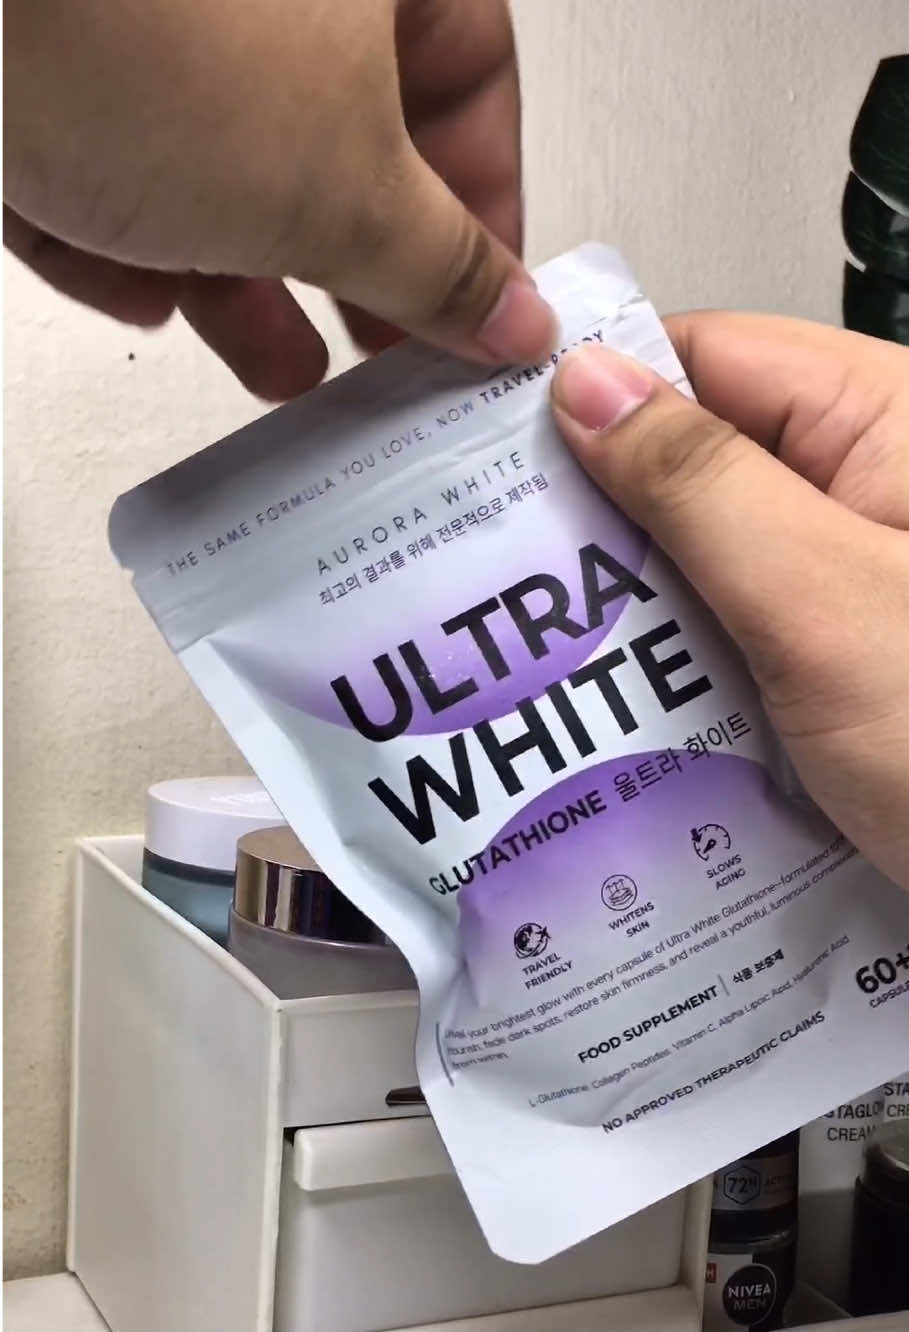 THE SAME FORMULA YOU LOVE, NOW TRAVEL-READY
AURORA WHITE
최고의 결과를 위해 전문적으로 제작됨
ULTRA
WHITE
GLUTATHIONE 울트라 화이트
TRAVEL
FRIENDLY
WHITENS
SKIN
SLOWS
AGING
your brightest glow with every capsule of Ultra White Glutathione—formulated
nourish, fade dark spots, restore skin firmness, and reveal a youthful, luminous
from within.
FOOD SUPPLEMENT | 식품 보충제
60+
L-Glutathione, Collagen Peptides, Vitamin C, Alpha Lipoic Acid, Hyaluronic Acid
NO APPROVED THERAPEUTIC CLAIMS
CREAM
72H
NIVEA
MEN